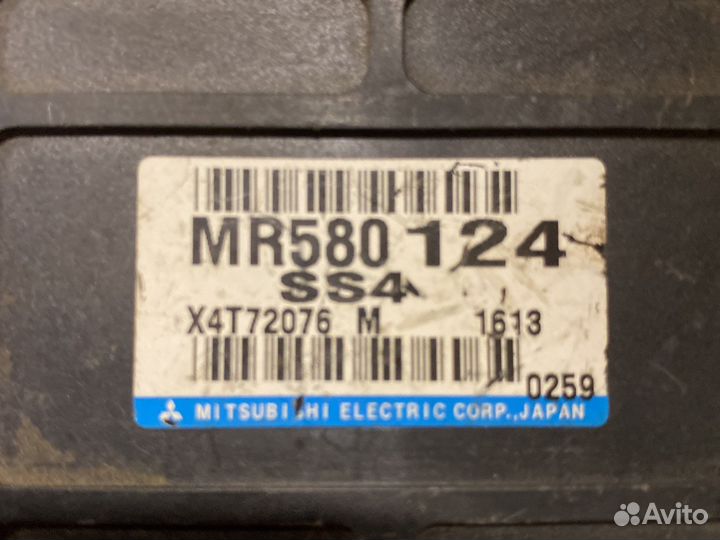 MR580 124
SS4
X4T72076 M 1613
0259
MITSUBISHI ELECTRIC CORP.,JAPAN
Avito